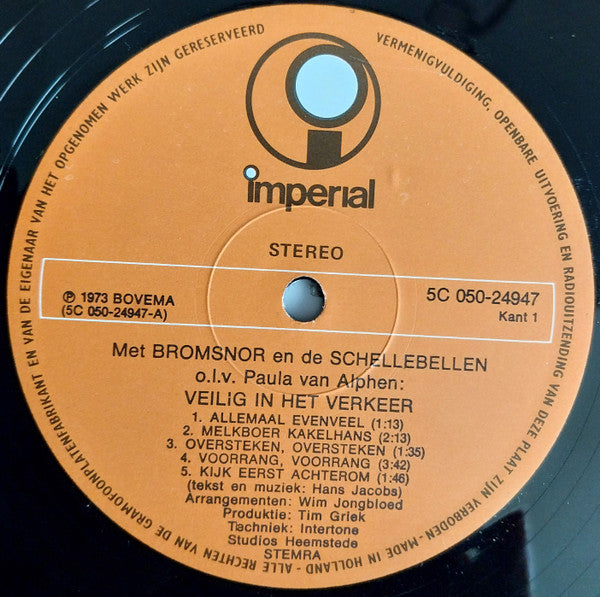 ALLE RECHTEN VAN DE GRAMOFOONPLATENFABRIKANT EN VAN DE EIGENAAR VAN HET OPGENOMEN WERK ZIJN GERESERVEERD
VERMENIGVULDIGING, OPENBARE UITVOERING EN RADIOUITZENDING VAN DEZE PLAAT ZIJN VERBODEN-MADE IN HOLLAND -
imperial
STEREO
℗ 1973 BOVEMA
(5C 050-24947-A)
5C 050-24947
Kant 1
Met BROMSNOR en de SCHELLEBELLEN
o.l.v. Paula van Alphen:
VEILIG IN HET VERKEER
1. ALLEMAAL EVENVEEL (1:13)
2. MELKBOER KAKELHANS (2:13)
3. OVERSTEKEN, OVERSTEKEN (1:35)
4. VOORRANG, VOORRANG (3:42)
5. KIJK EERST ACHTEROM (1:46)
(tekst en muziek: Hans Jacobs)
Arrangementen: Wim Jongbloed
Produktie: Tim Griek
Techniek: Intertone
Studios Heemstede
STEMRA